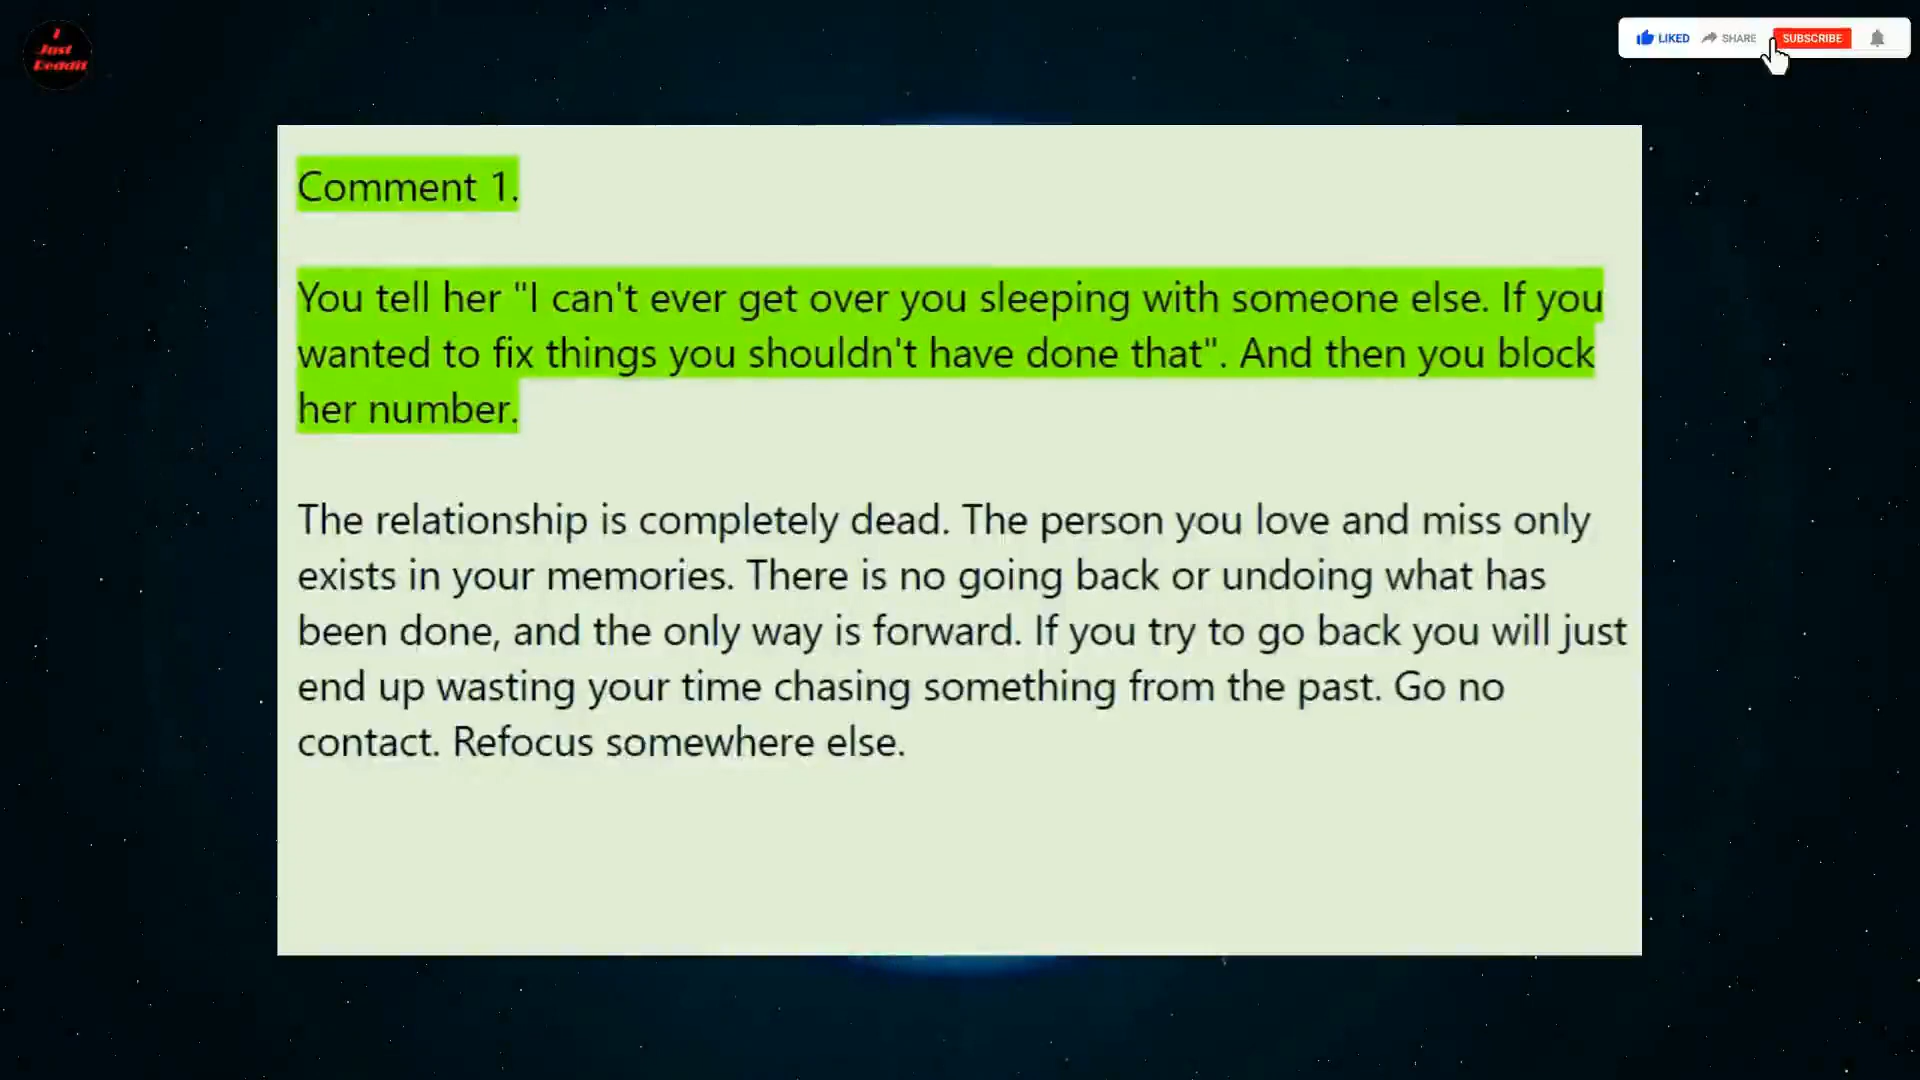 I
Just
Reddit
LIKED SHARE SUBSCRIBE
Comment 1.
You tell her "I can't ever get over you sleeping with someone else. If you
wanted to fix things you shouldn't have done that". And then you block
her number.
The relationship is completely dead. The person you love and miss only
exists in your memories. There is no going back or undoing what has
been done, and the only way is forward. If you try to go back you will just
end up wasting your time chasing something from the past. Go no
contact. Refocus somewhere else.